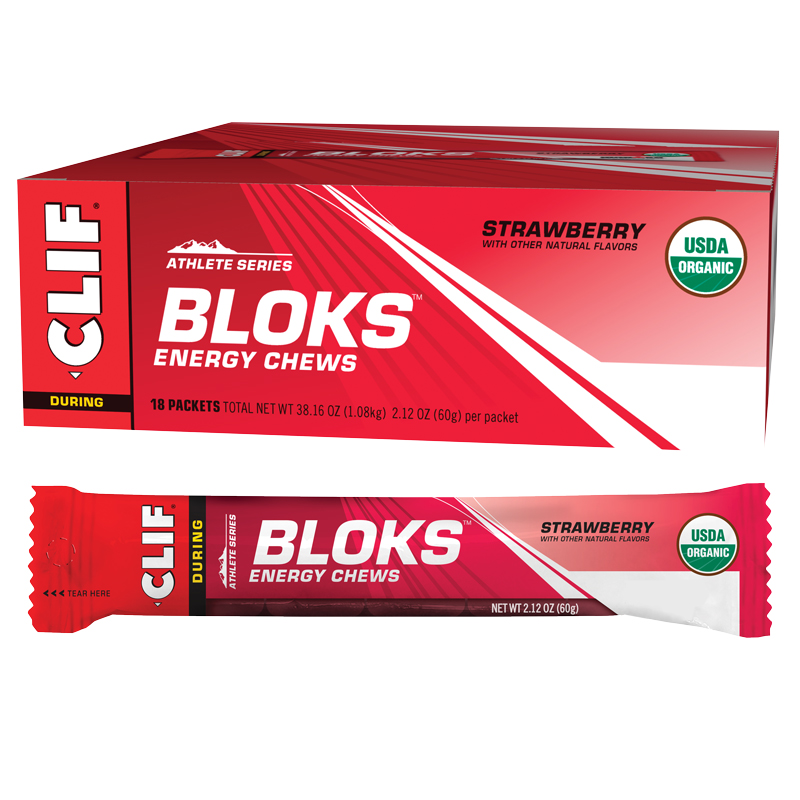 BLOKS
CLIF®
DURING
ATHLETE SERIES
BLOKS™
ENERGY CHEWS
18 PACKETS TOTAL NET WT 38.16 OZ (1.08kg) 2.12 OZ (60g) per packet
STRAWBERRY
WITH OTHER NATURAL FLAVORS
USDA
ORGANIC
<<< TEAR HERE
CLIF®
DURING
ATHLETE SERIES
BLOKS™
ENERGY CHEWS
NET WT 2.12 OZ (60g)
STRAWBERRY
WITH OTHER NATURAL FLAVORS
USDA
ORGANIC